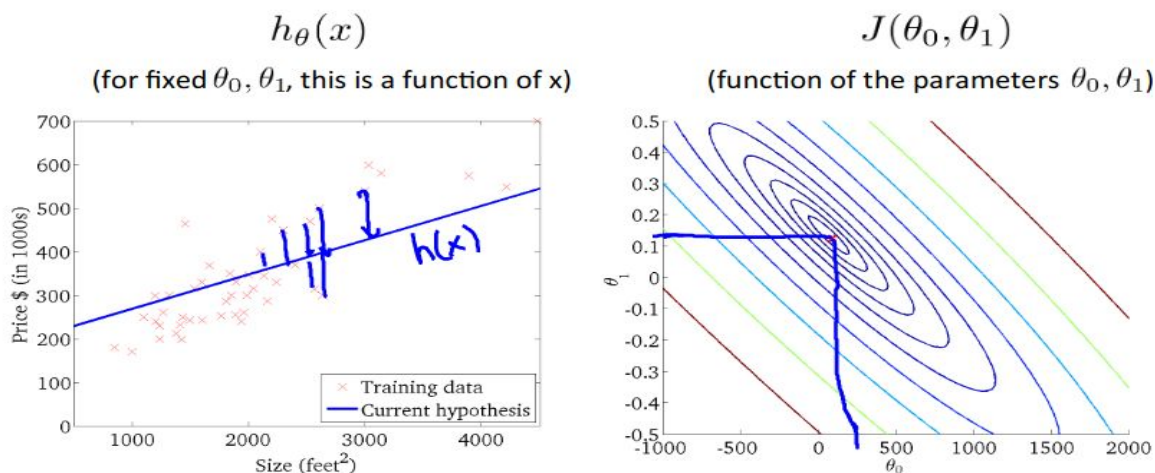 hθ(x)
(for fixed θ0, θ1, this is a function of x)
700
600
500
400
300
200
100
0
Price $ (in 1000s)
h(x)
Training data
Current hypothesis
1000
2000
3000
4000
Size (feet²)
J(θ0, θ1)
(function of the parameters θ0, θ1)
0.5
0.4
0.3
0.2
0.1
0
-0.1
-0.2
-0.3
-0.4
-0.5
θ1
-1000
-500
0
500
1000
1500
2000
θ0